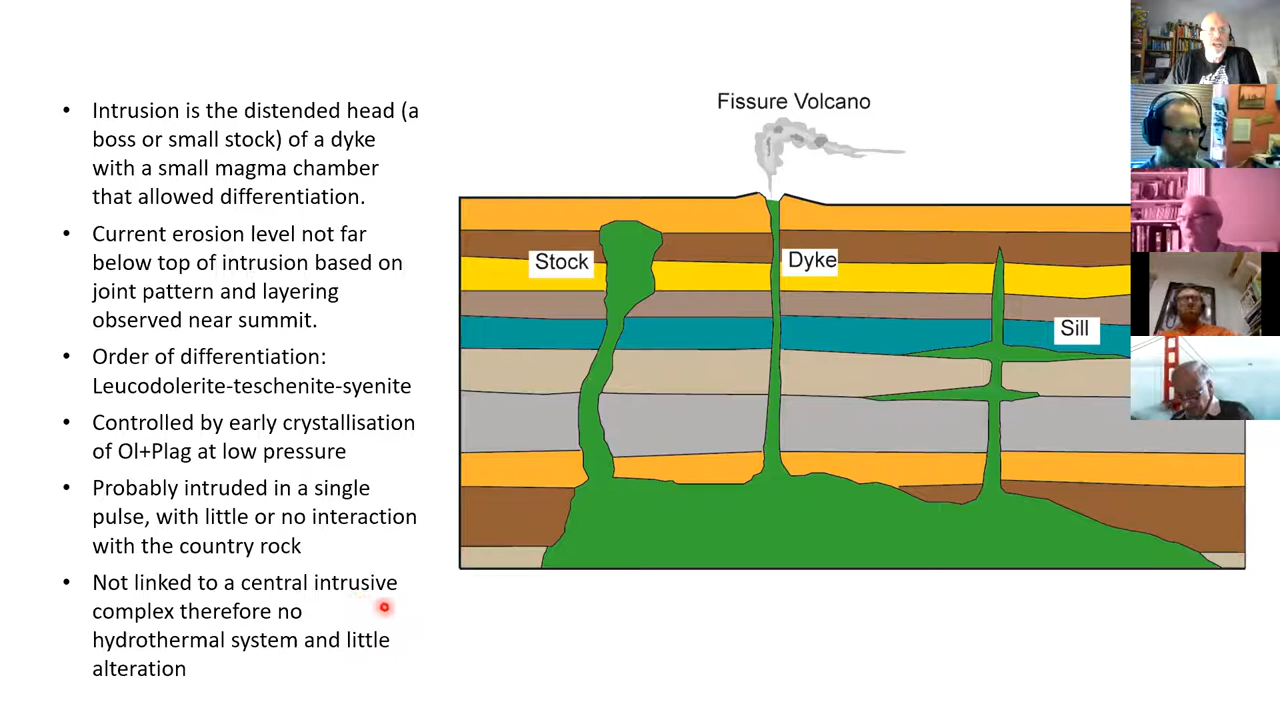 • Intrusion is the distended head (a
boss or small stock) of a dyke
with a small magma chamber
that allowed differentiation.
• Current erosion level not far
below top of intrusion based on
joint pattern and layering
observed near summit.
• Order of differentiation:
Leucodolerite-teschenite-syenite
• Controlled by early crystallisation
of Ol+Plag at low pressure
• Probably intruded in a single
pulse, with little or no interaction
with the country rock
• Not linked to a central intrusive
complex therefore no
hydrothermal system and little
alteration
Fissure Volcano
Stock
Dyke
Sill